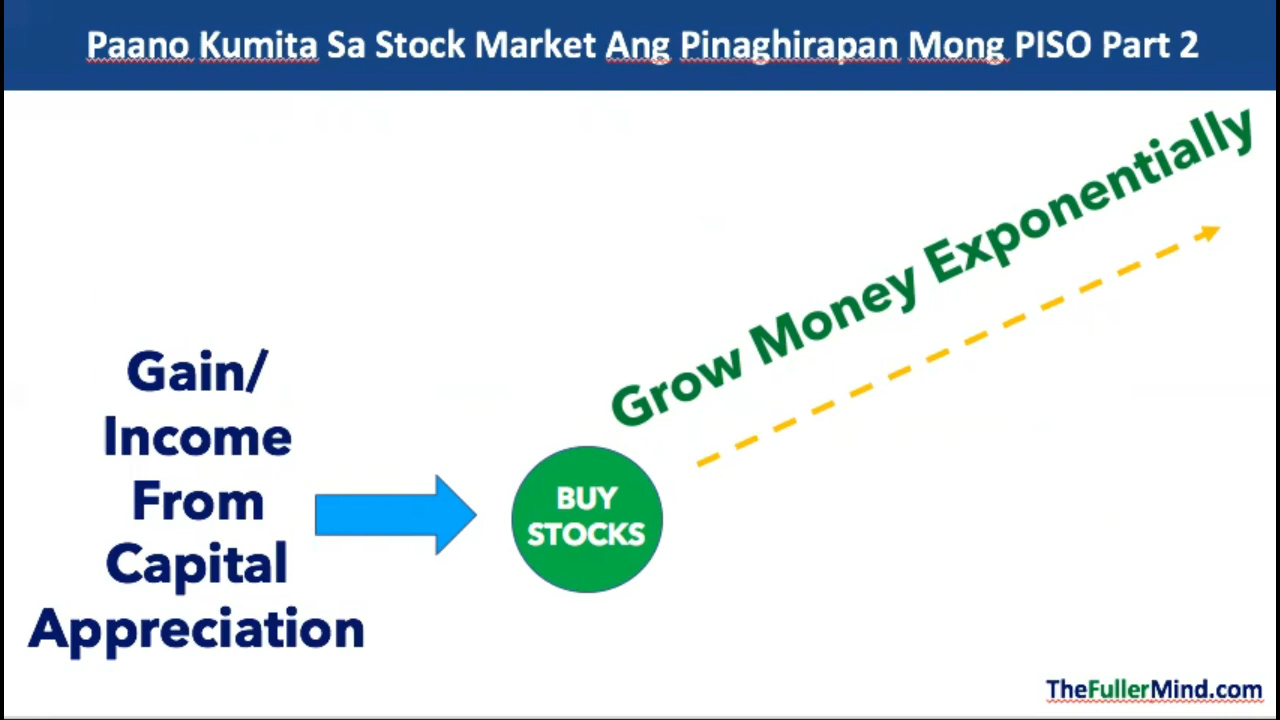 Paano Kumita Sa Stock Market Ang Pinaghirapan Mong PISO Part 2
Grow Money Exponentially
Gain/
Income
From
Capital
Appreciation
BUY
STOCKS
TheFullerMind.com